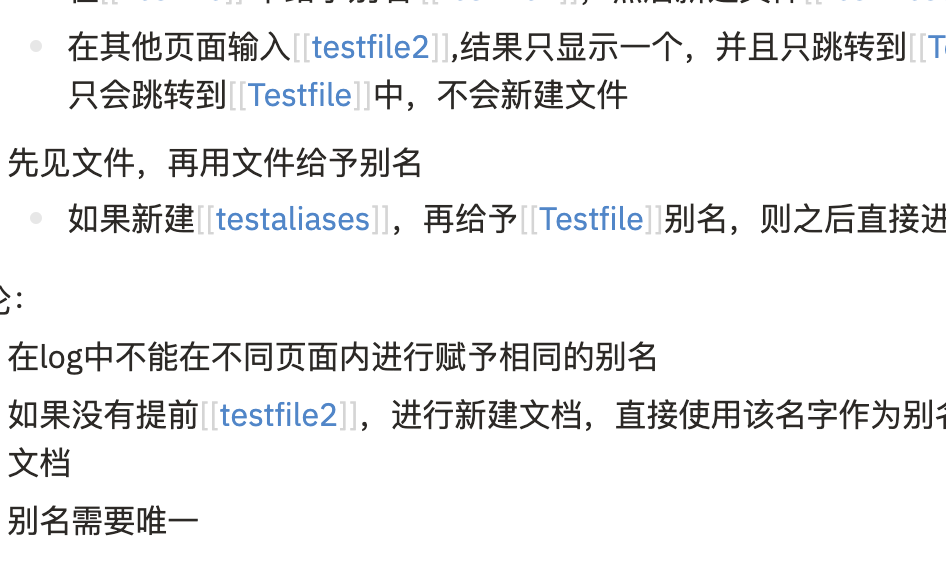 在其他页面输入[[testfile2]],结果只显示一个，并且只跳转到[[T
只会跳转到[[Testfile]]中，不会新建文件
先见文件，再用文件给予别名
如果新建[[testaliases]]，再给予[[Testfile]]别名，则之后直接进
论：
在log中不能在不同页面内进行赋予相同的别名
如果没有提前[[testfile2]]，进行新建文档，直接使用该名字作为别名
文档
别名需要唯一